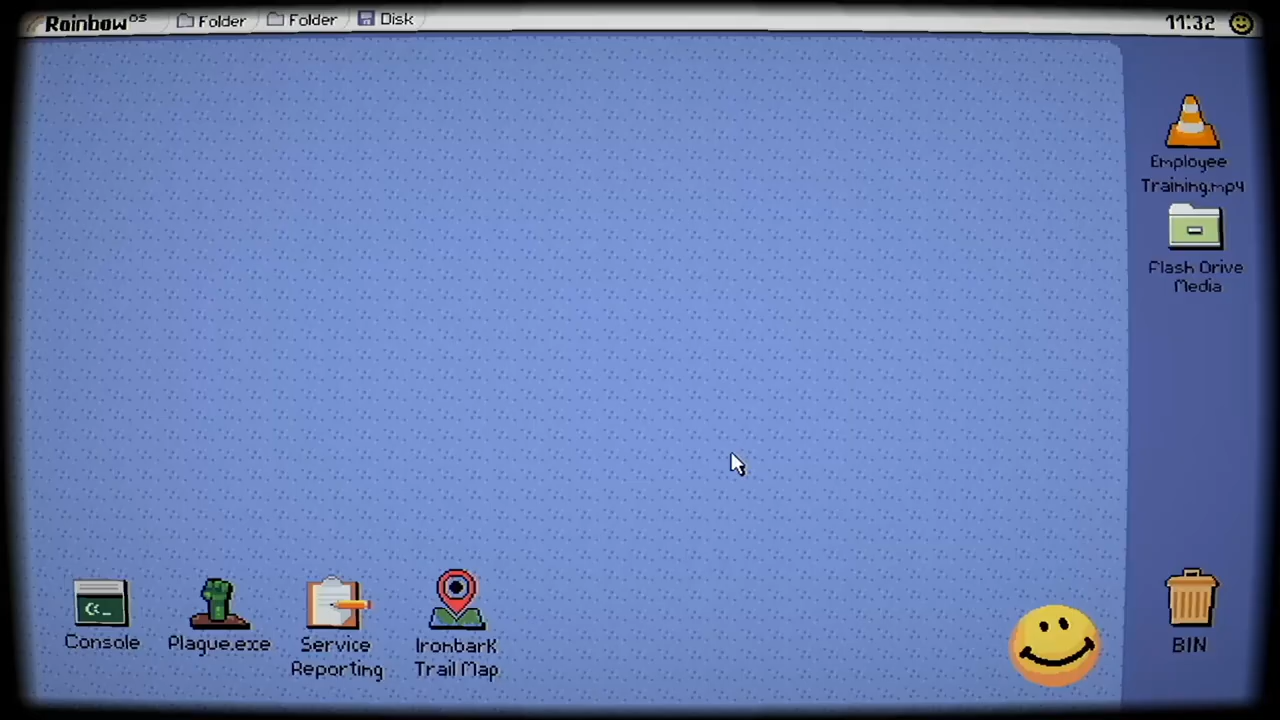 Rainbow OS
Folder
Folder
Disk
11:32
Employee
Training.mp4
Flash Drive
Media
Console
Plague.exe
Service
Reporting
Ironbark
Trail Map
BIN